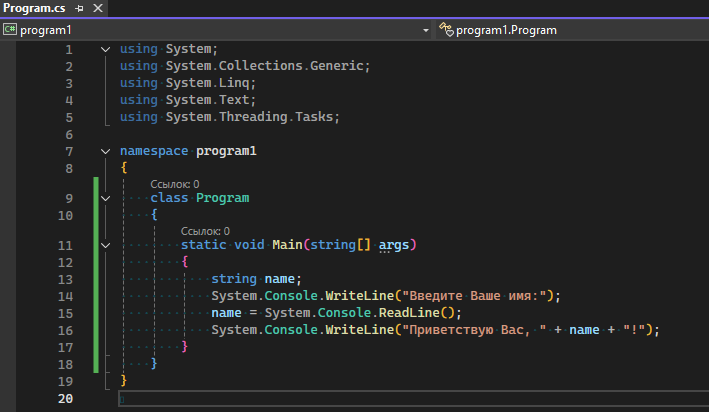 Program.cs
program1 program1.Program
1 using System;
2 using System.Collections.Generic;
3 using System.Linq;
4 using System.Text;
5 using System.Threading.Tasks;
6
7 namespace program1
8 {
Ссылок: 0
9 class Program
10 {
Ссылок: 0
11 static void Main(string[] args)
12 {
13 string name;
14 System.Console.WriteLine("Введите Ваше имя:");
15 name = System.Console.ReadLine();
16 System.Console.WriteLine("Приветствую Вас, " + name + "!");
17 }
18 }
19 }
20